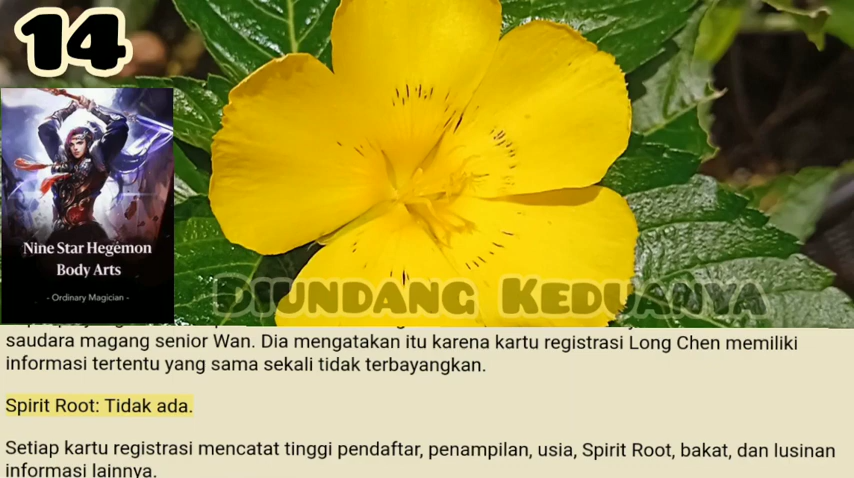 14
Nine Star Hegemon
Body Arts
- Ordinary Magician -
Diundang Keduanya
saudara magang senior Wan. Dia mengatakan itu karena kartu registrasi Long Chen memiliki
informasi tertentu yang sama sekali tidak terbayangkan.
Spirit Root: Tidak ada.
Setiap kartu registrasi mencatat tinggi pendaftar, penampilan, usia, Spirit Root, bakat, dan lusinan
informasi lainnya.